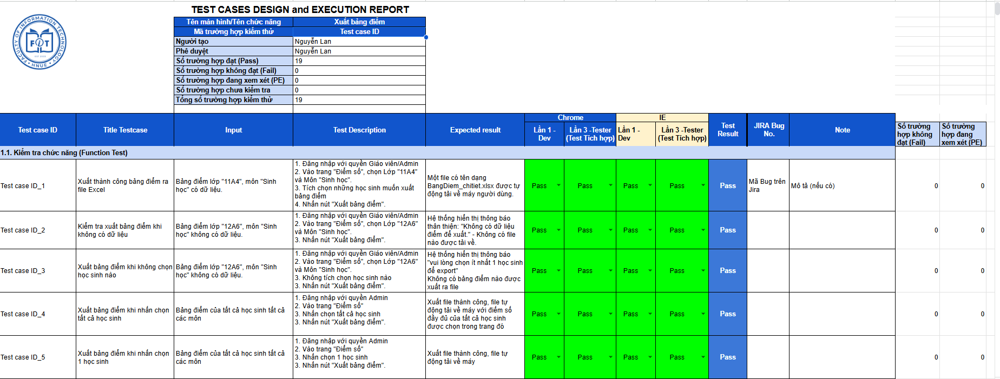 TEST CASES DESIGN and EXECUTION REPORT
FACULTY OF INFORMATION TECHNOLOGY
FiT
• HNUE •
Tên màn hình/Tên chức năng Xuất bảng điểm
Mã trường hợp kiểm thử Test case ID
Người tạo Nguyễn Lan
Phê duyệt Nguyễn Lan
Số trường hợp đạt (Pass) 19
Số trường hợp không đạt (Fail) 0
Số trường hợp đang xem xét (PE) 0
Số trường hợp chưa kiểm tra 0
Tổng số trường hợp kiểm thử 19
Test case ID
Title Testcase
Input
Test Description
Expected result
Chrome
Lần 1 -
Dev
Lần 3 -Tester
(Test Tích hợp)
IE
Lần 1 -
Dev
Lần 3 -Tester
(Test Tích hợp)
Test
Result
JIRA Bug
No.
Note
Số trường
hợp không
đạt (Fail)
Số trường
hợp đang
xem xét (PE)
1.1. Kiểm tra chức năng (Function Test)
Test case ID_1
Xuất thành công bảng điểm ra
file Excel
Bảng điểm lớp "11A4", môn "Sinh
học" có dữ liệu.
1. Đăng nhập với quyền Giáo viên/Admin
2. Vào trang "Điểm số", chọn Lớp "11A4"
và Môn "Sinh học".
3. Tích chọn những học sinh muốn xuất
bảng điểm
4. Nhấn nút "Xuất bảng điểm".
Một file có tên dạng
BangDiem_chitiet.xlsx được tự
động tải về máy người dùng.
Pass
Pass
Pass
Pass
Pass
Mã Bug trên
Jira
Mô tả (nếu có)
0
0
Test case ID_2
Kiểm tra xuất bảng điểm khi
không có dữ liệu
Bảng điểm lớp "12A6", môn "Sinh
học" không có dữ liệu.
1. Đăng nhập với quyền Giáo viên/Admin
2. Vào trang "Điểm số", chọn Lớp "12A6"
và Môn "Sinh học".
3. Nhấn nút "Xuất bảng điểm".
Hệ thống hiển thị thông báo
thân thiện: "Không có dữ liệu
điểm để xuất." - Không có file
nào được tải về.
Pass
Pass
Pass
Pass
Pass
0
0
Test case ID_3
Xuất bảng điểm khi không chọn
học sinh nào
Bảng điểm lớp "12A6", môn "Sinh
học" không có dữ liệu.
1. Đăng nhập với quyền Giáo viên/Admin
2. Vào trang "Điểm số", chọn Lớp "12A6"
và Môn "Sinh học".
3. Không tích chọn học sinh nào
3. Nhấn nút "Xuất bảng điểm".
Hệ thống hiển thị thông báo
"vui lòng chọn ít nhất 1 học sinh
để export"
Không có bảng điểm nào được
xuất ra file
Pass
Pass
Pass
Pass
Pass
0
0
Test case ID_4
Xuất bảng điểm khi nhấn chọn
tất cả học sinh
Bảng điểm của tất cả học sinh tất cả
các môn
1. Đăng nhập với quyền Admin
2. Vào trang "Điểm số"
3. Nhấn chọn tất cả học sinh
3. Nhấn nút "Xuất bảng điểm".
Xuất file thành công, file tự
động tải về máy với điểm số
đầy đủ của tất cả học sinh
được chọn trong trang đó
Pass
Pass
Pass
Pass
Pass
0
0
Test case ID_5
Xuất bảng điểm khi nhấn chọn
1 học sinh
Bảng điểm của tất cả học sinh tất cả
các môn
1. Đăng nhập với quyền Admin
2. Vào trang "Điểm số"
3. Nhấn chọn 1 học sinh
3. Nhấn nút "Xuất bảng điểm".
Xuất file thành công, file tự
động tải về máy
Pass
Pass
Pass
Pass
Pass
0
0